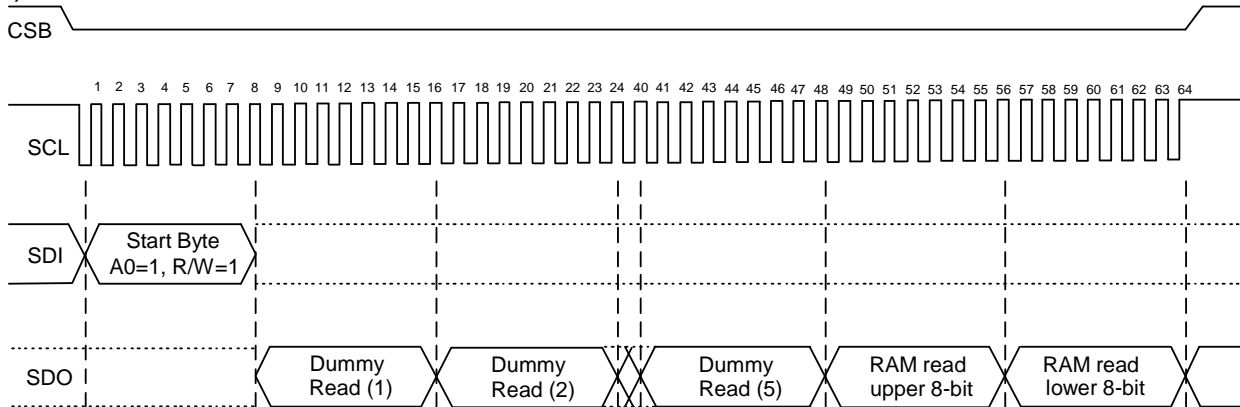 CSB
1 2 3 4 5 6 7 8 9 10 11 12 13 14 15 16 17 18 19 20 21 22 23 24 40 41 42 43 44 45 46 47 48 49 50 51 52 53 54 55 56 57 58 59 60 61 62 63 64
SCL
SDI
Start Byte
A0=1, R/W=1
SDO
Dummy
Read (1)
Dummy
Read (2)
Dummy
Read (5)
RAM read
upper 8-bit
RAM read
lower 8-bit